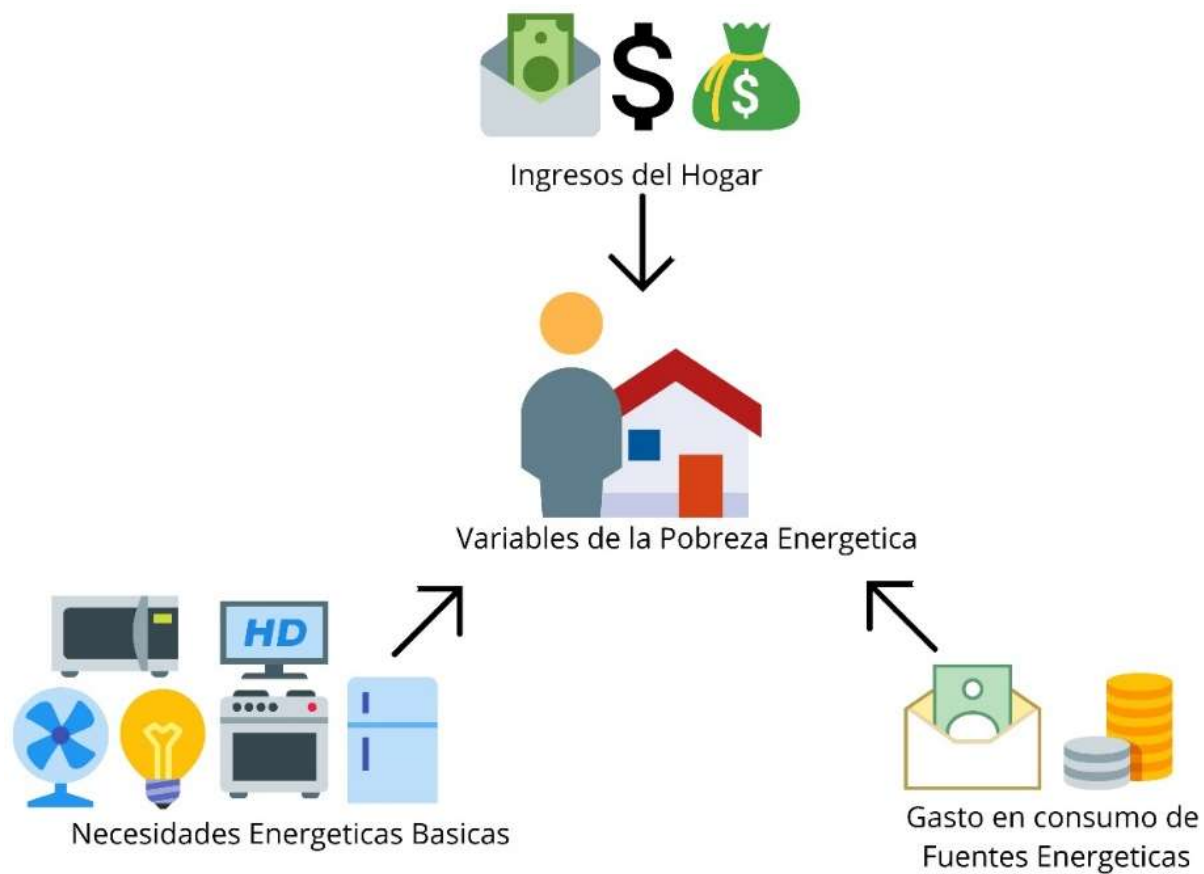 $ $
Ingresos del Hogar
Variables de la Pobreza Energetica
HD
Necesidades Energeticas Basicas
Gasto en consumo de
Fuentes Energeticas